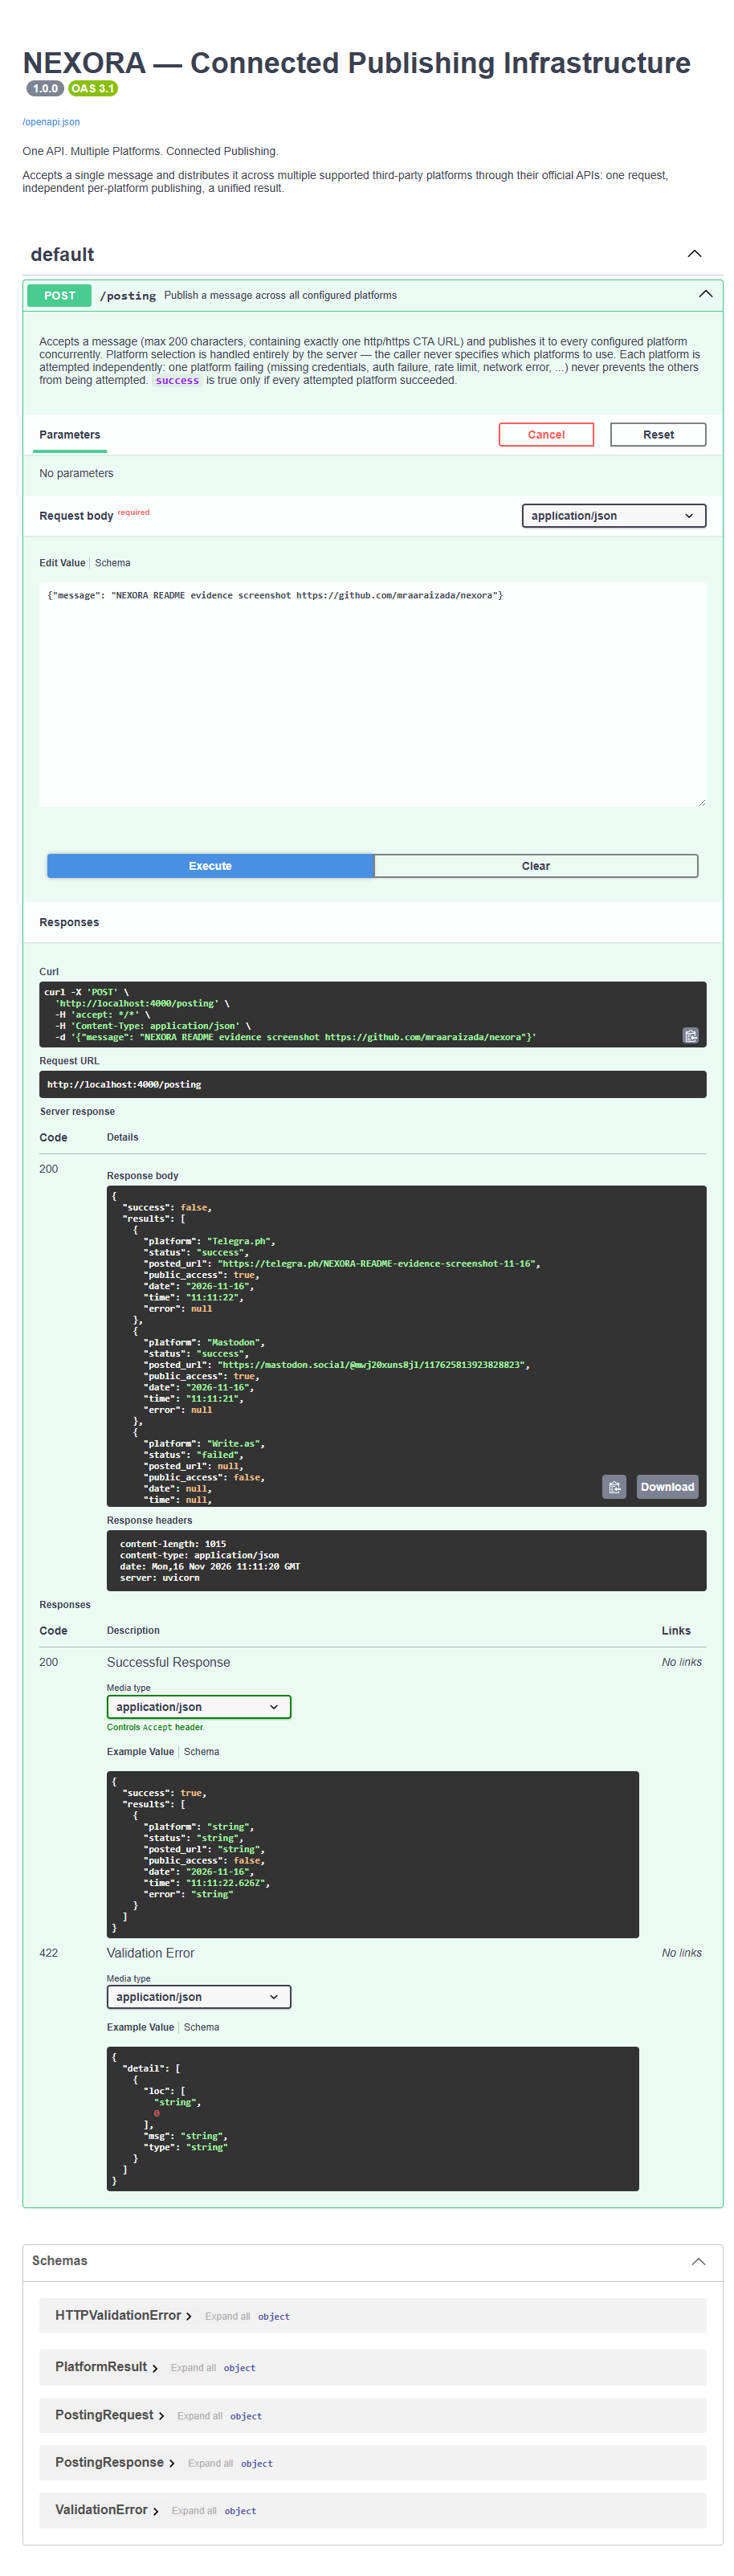 NEXORA — Connected Publishing Infrastructure
1.0.0 OAS 3.1
/openapi.json
One API. Multiple Platforms. Connected Publishing.
Accepts a single message and distributes it across multiple supported third-party platforms through their official APIs: one request,
independent per-platform publishing, a unified result.
default
POST /posting Publish a message across all configured platforms
Accepts a message (max 200 characters, containing exactly one http/https CTA URL) and publishes it to every configured platform
concurrently. Platform selection is handled entirely by the server — the caller never specifies which platforms to use. Each platform is
attempted independently: one platform failing (missing credentials, auth failure, rate limit, network error, ...) never prevents the others
from being attempted. success is true only if every attempted platform succeeded.
Parameters Cancel Reset
No parameters
Request body required application/json
Edit Value Schema
{"message": "NEXORA README evidence screenshot https://github.com/mraaraizada/nexora"}
Execute Clear
Responses
Curl
curl -X 'POST' \
'http://localhost:4000/posting' \
-H 'accept: */*' \
-H 'Content-Type: application/json' \
-d '{"message": "NEXORA README evidence screenshot https://github.com/mraaraizada/nexora"}'
Request URL
http://localhost:4000/posting
Server response
Code Details
200
Response body
{
"success": false,
"results": [
{
"platform": "Telegra.ph",
"status": "success",
"posted_url": "https://telegra.ph/NEXORA-README-evidence-screenshot-11-16",
"public_access": true,
"date": "2026-11-16",
"time": "11:11:22",
"error": null
},
{
"platform": "Mastodon",
"status": "success",
"posted_url": "https://mastodon.social/@mwj20xuns8jl/117625813923828823",
"public_access": true,
"date": "2026-11-16",
"time": "11:11:21",
"error": null
},
{
"platform": "Write.as",
"status": "failed",
"posted_url": null,
"public_access": false,
"date": null,
"time": null,
Download
Response headers
content-length: 1015
content-type: application/json
date: Mon,16 Nov 2026 11:11:20 GMT
server: uvicorn
Responses
Code Description Links
200 Successful Response No links
Media type
application/json
Controls Accept header.
Example Value Schema
{
"success": true,
"results": [
{
"platform": "string",
"status": "string",
"posted_url": "string",
"public_access": false,
"date": "2026-11-16",
"time": "11:11:22.626Z",
"error": "string"
}
]
}
422 Validation Error No links
Media type
application/json
Example Value Schema
{
"detail": [
{
"loc": [
"string",
0
],
"msg": "string",
"type": "string"
}
]
}
Schemas
HTTPValidationError Expand all object
PlatformResult Expand all object
PostingRequest Expand all object
PostingResponse Expand all object
ValidationError Expand all object